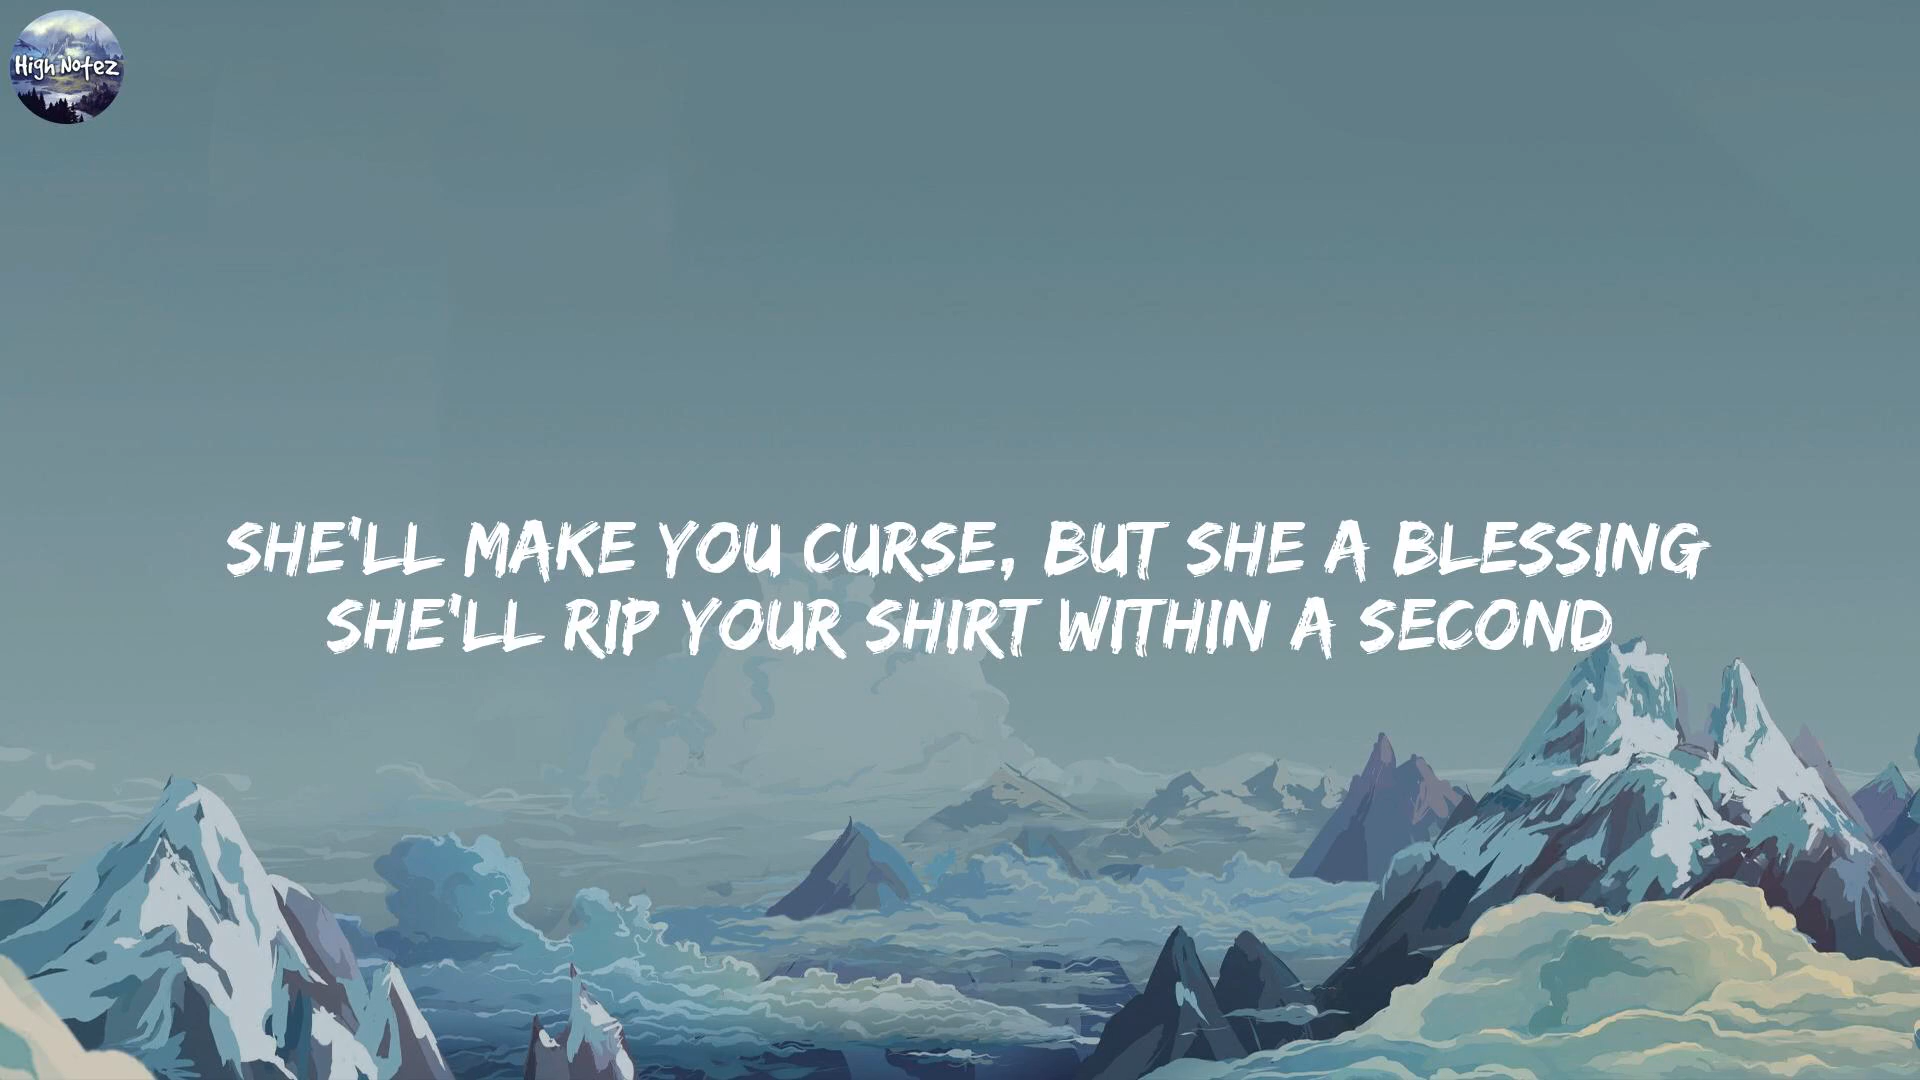 High Notez
SHE'LL MAKE YOU CURSE, BUT SHE A BLESSING
SHE'LL RIP YOUR SHIRT WITHIN A SECOND